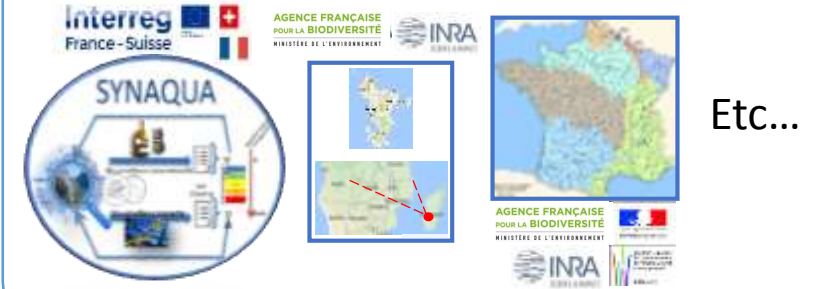 Interreg
France - Suisse
SYNAQUA
AGENCE FRANÇAISE
POUR LA BIODIVERSITÉ
MINISTÈRE DE L'ENVIRONNEMENT
INRA
Etc…
AGENCE FRANÇAISE
POUR LA BIODIVERSITÉ
MINISTÈRE DE L'ENVIRONNEMENT
INRA